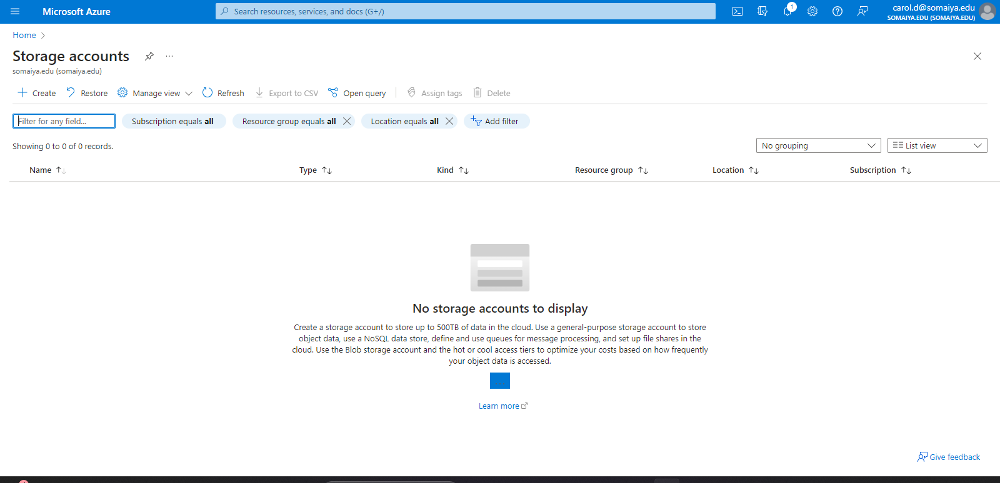 Microsoft Azure
Search resources, services, and docs (G+/)
1
carol.d@somaiya.edu
SOMAIYA.EDU (SOMAIYA.EDU)
Home
Storage accounts
...
somaiya.edu (somaiya.edu)
Create Restore Manage view Refresh Export to CSV Open query Assign tags Delete
Filter for any field... Subscription equals all Resource group equals all Location equals all Add filter
Showing 0 to 0 of 0 records. No grouping List view
Name Type Kind Resource group Location Subscription
No storage accounts to display
Create a storage account to store up to 500TB of data in the cloud. Use a general-purpose storage account to store
object data, use a NoSQL data store, define and use queues for message processing, and set up file shares in the
cloud. Use the Blob storage account and the hot or cool access tiers to optimize your costs based on how frequently
your object data is accessed.
Learn more
Give feedback